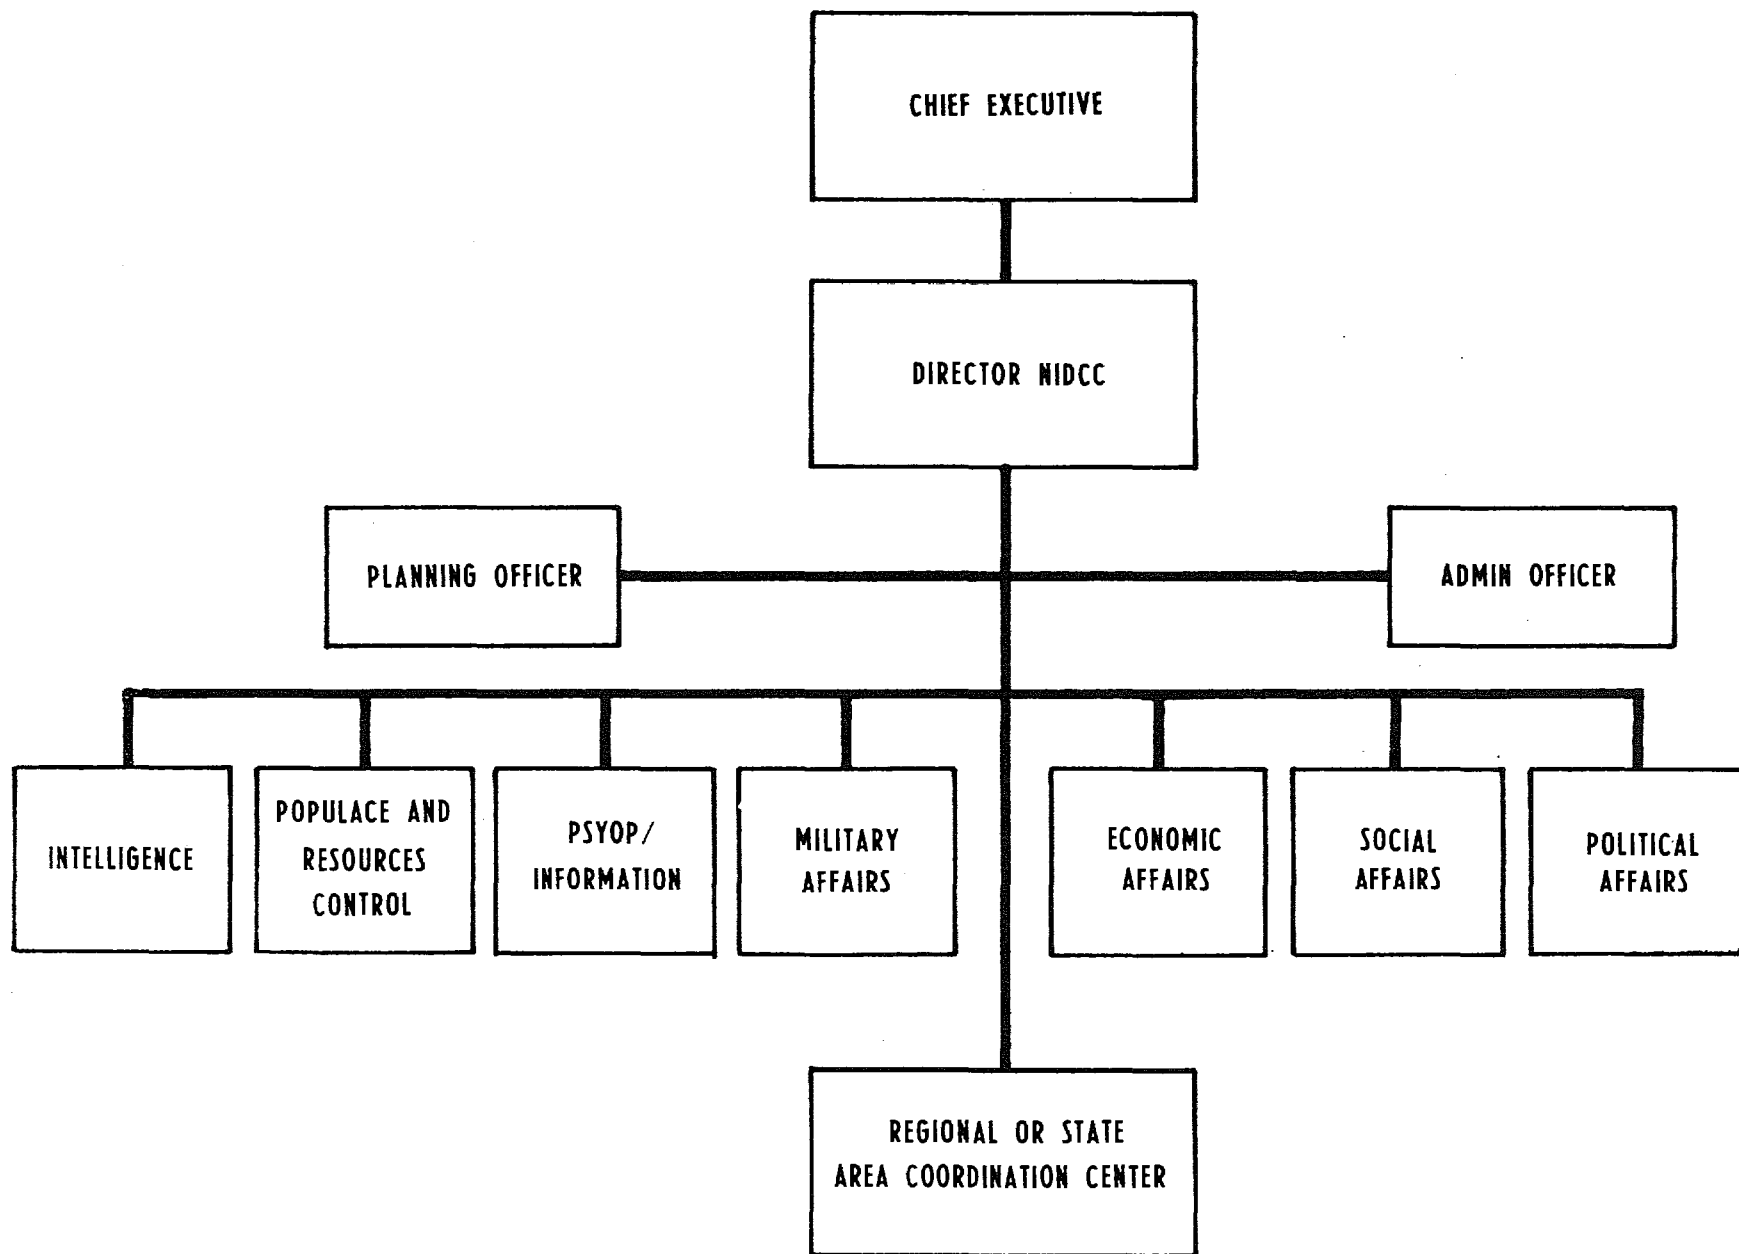 CHIEF EXECUTIVE
DIRECTOR NIDCC
PLANNING OFFICER
ADMIN OFFICER
INTELLIGENCE
POPULACE AND
RESOURCES
CONTROL
PSYOP/
INFORMATION
MILITARY
AFFAIRS
ECONOMIC
AFFAIRS
SOCIAL
AFFAIRS
POLITICAL
AFFAIRS
REGIONAL OR STATE
AREA COORDINATION CENTER